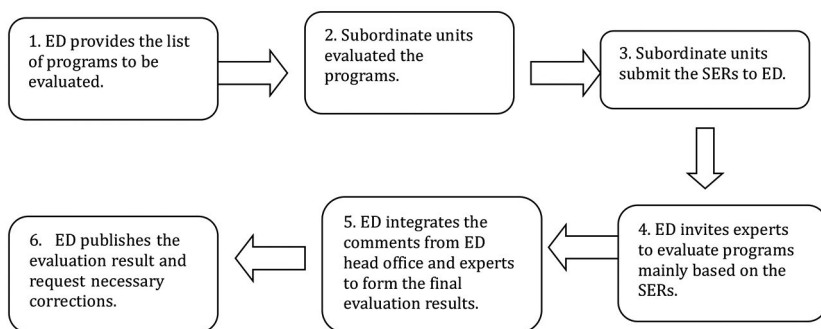 1. ED provides the list
of programs to be
evaluated.
2. Subordinate units
evaluated the
programs.
3. Subordinate units
submit the SERs to ED.
4. ED invites experts
to evaluate programs
mainly based on the
SERs.
5. ED integrates the
comments from ED
head office and experts
to form the final
evaluation results.
6. ED publishes the
evaluation result and
request necessary
corrections.